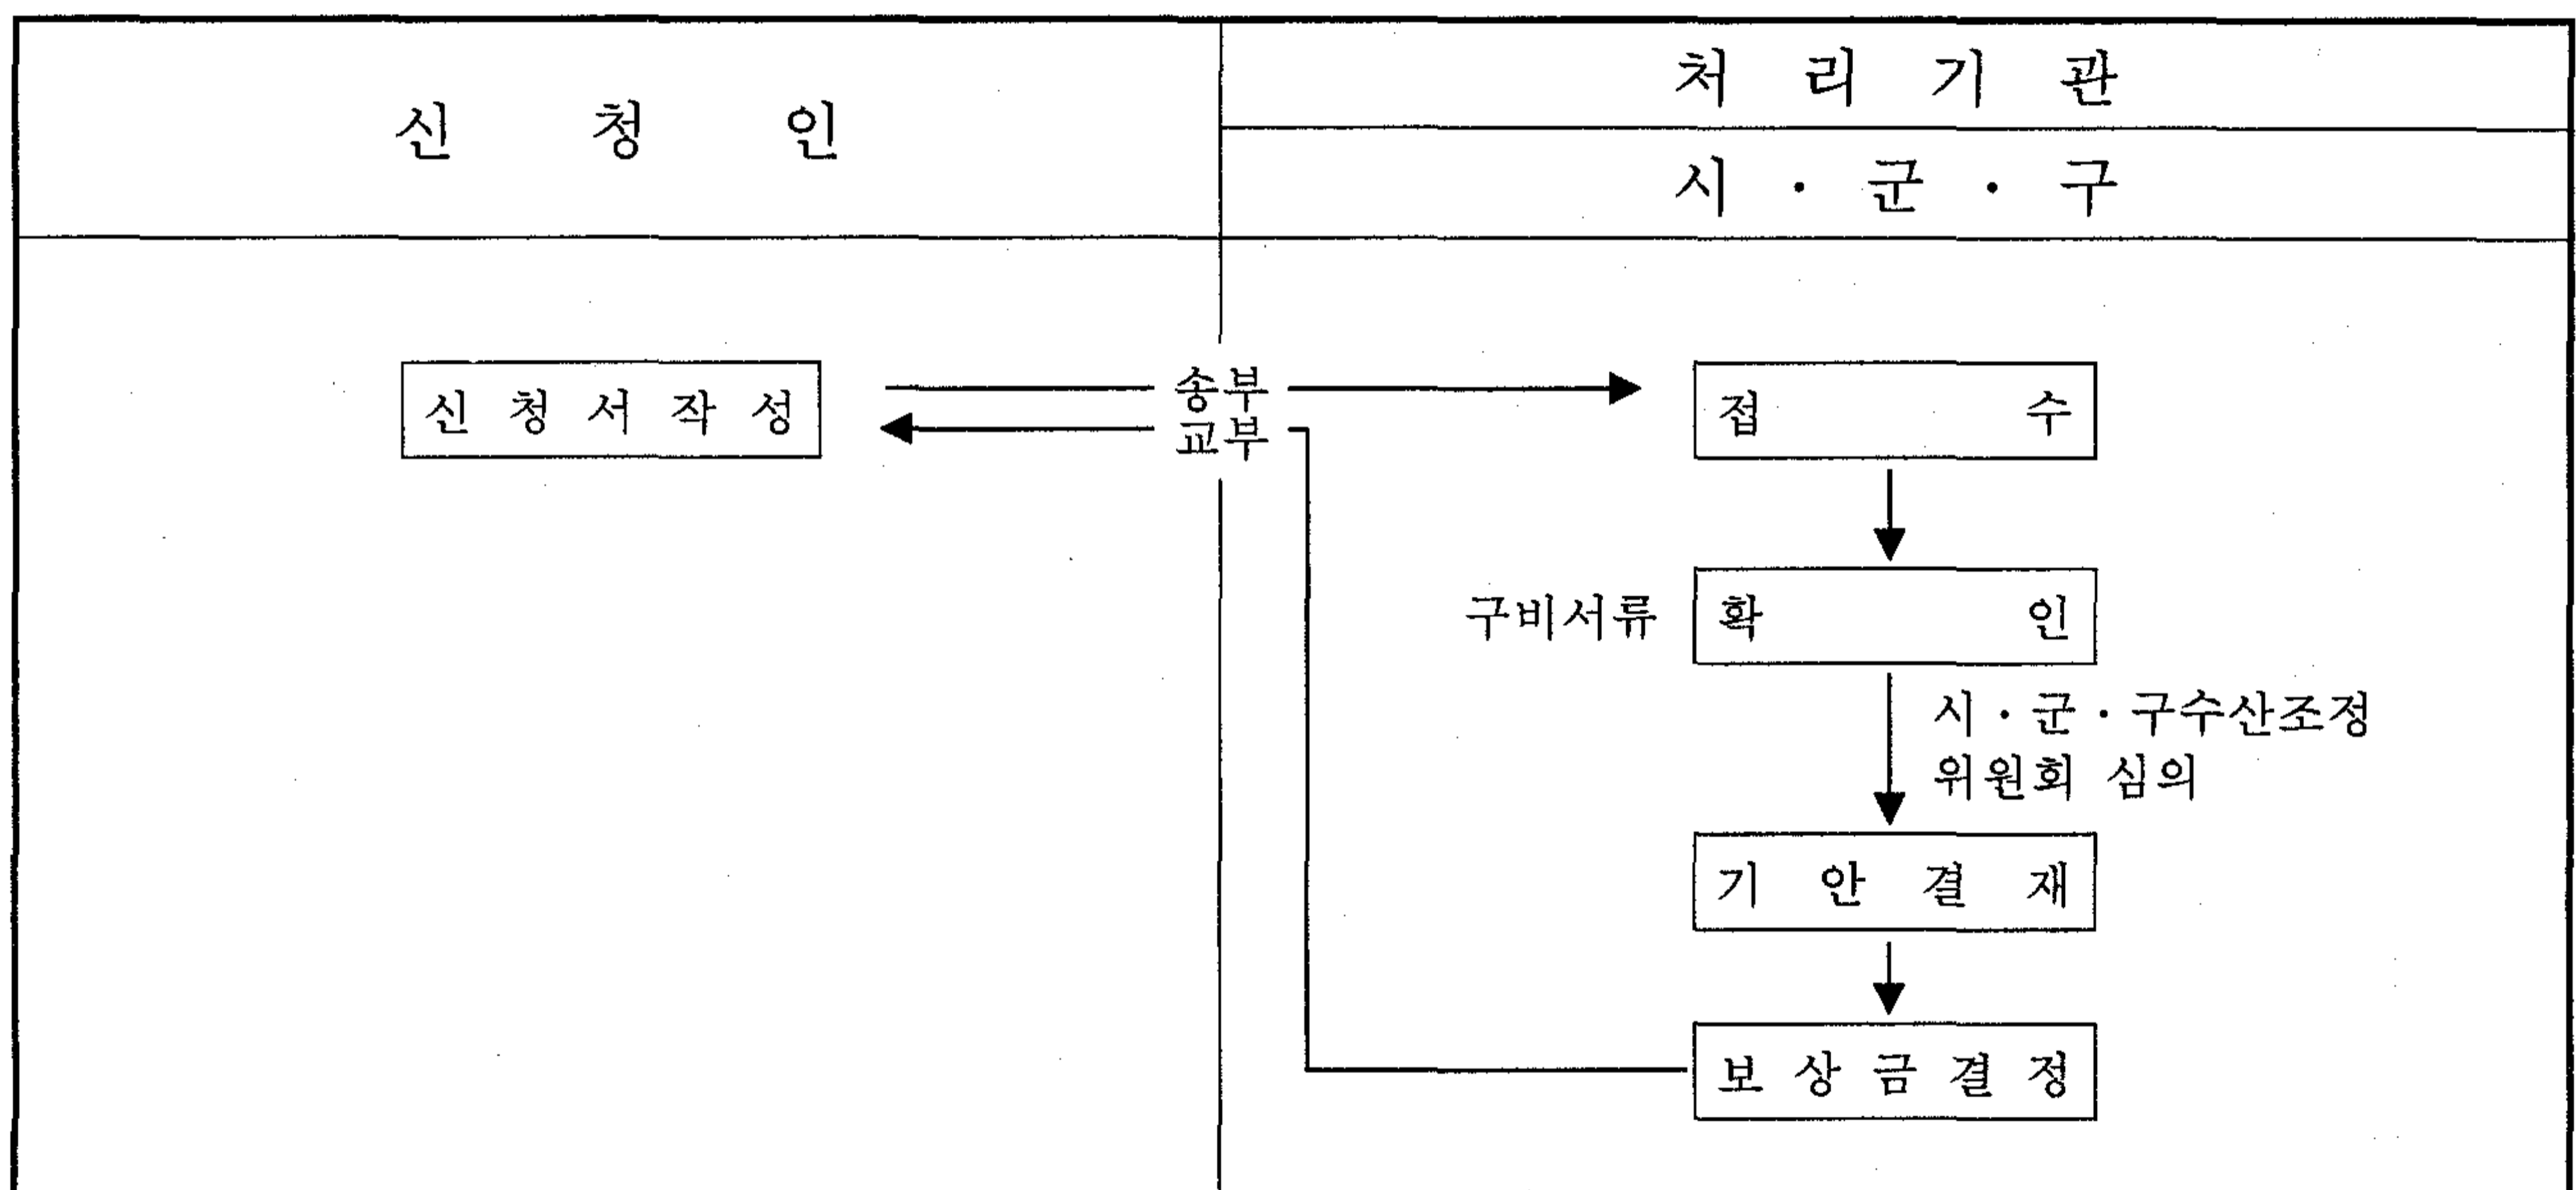 신 청 인
처 리 기 관
시 · 군 · 구
신 청 서 작 성
송부
교부
접 수
구비서류 확 인
시 · 군 · 구수산조정
위원회 심의
기 안 결 재
보 상 금 결 정